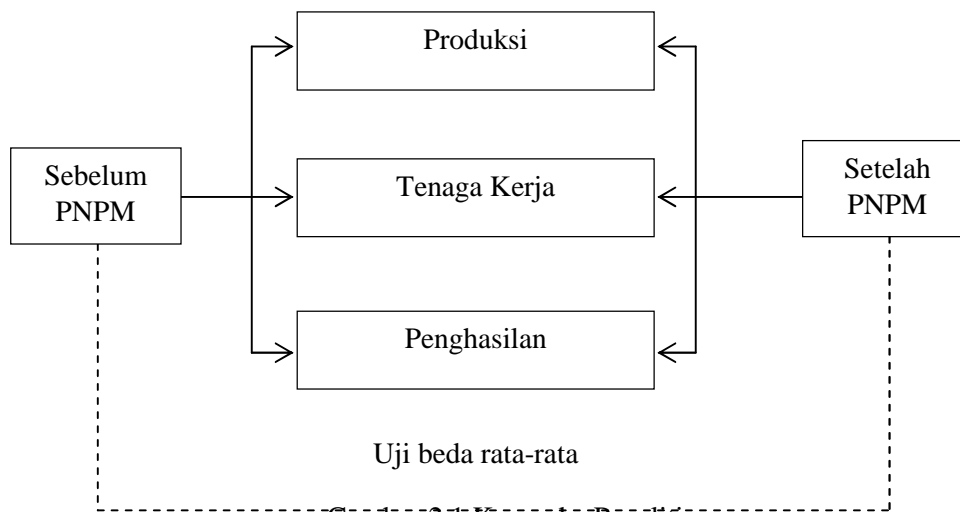 Produksi
Sebelum
PNPM
Tenaga Kerja
Setelah
PNPM
Penghasilan
Uji beda rata-rata